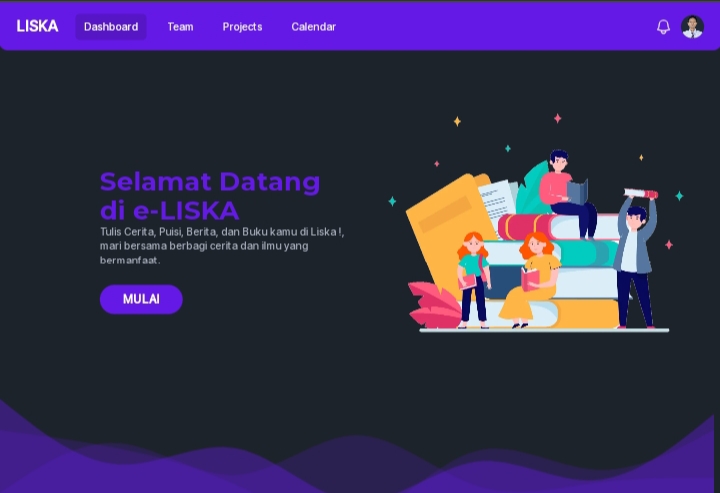 LISKA
Dashboard
Team
Projects
Calendar
Selamat Datang
di e-LISKA
Tulis Cerita, Puisi, Berita, dan Buku kamu di Liska !,
mari bersama berbagi cerita dan ilmu yang
bermanfaat.
MULAI